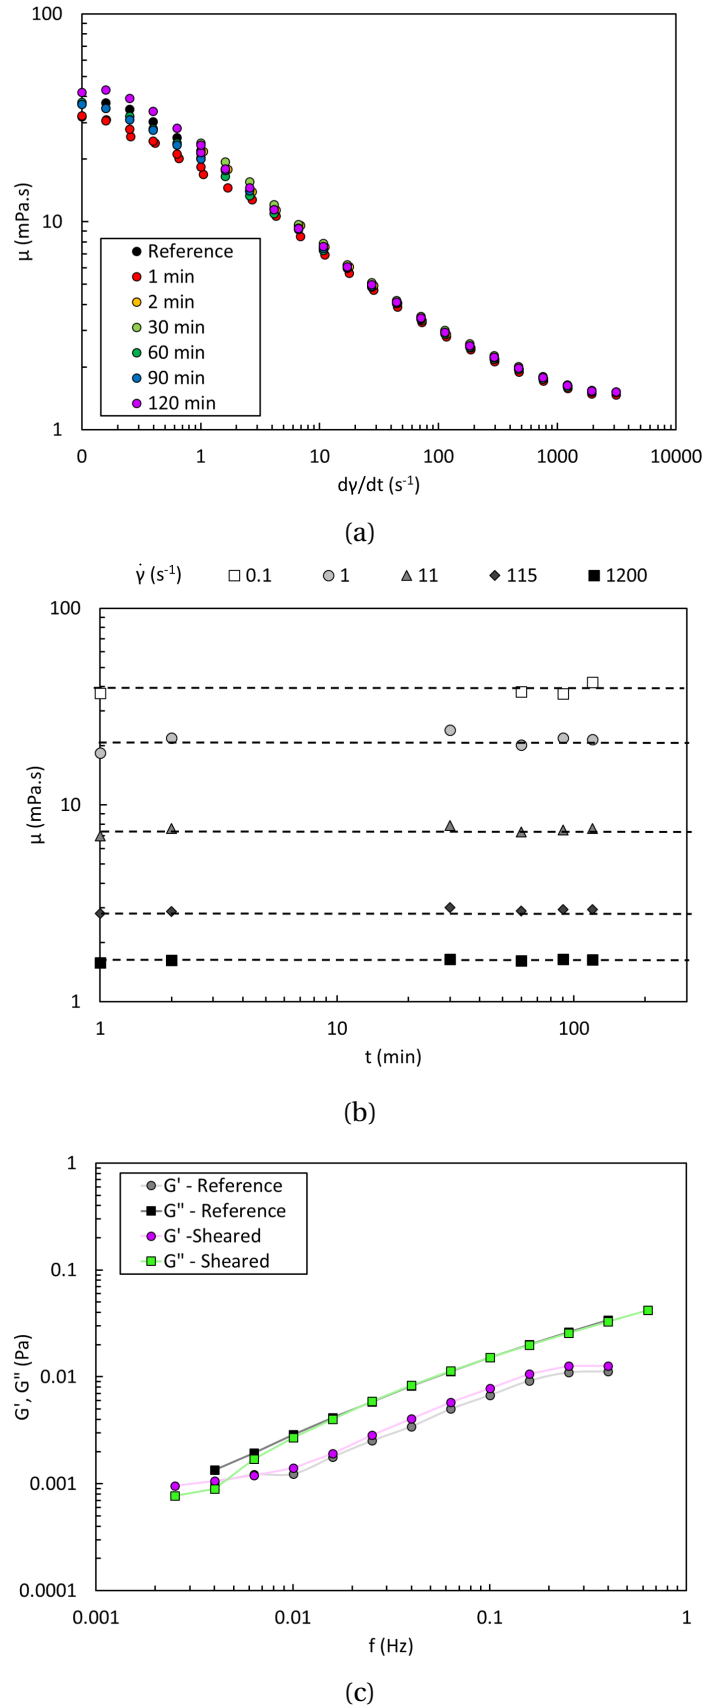 100
μ (mPa.s)
10
Reference
1 min
2 min
30 min
60 min
90 min
120 min
1
0 1 10 100 1000 10000
dγ/dt (s⁻¹)
(a)
γ̇ (s⁻¹) 0.1 1 11 115 1200
100
μ (mPa.s)
10
1
1 10 100
t (min)
(b)
1
G' - Reference
G" - Reference
G' -Sheared
G" - Sheared
0.1
G', G" (Pa)
0.01
0.001
0.0001
0.001 0.01 0.1 1
f (Hz)
(c)